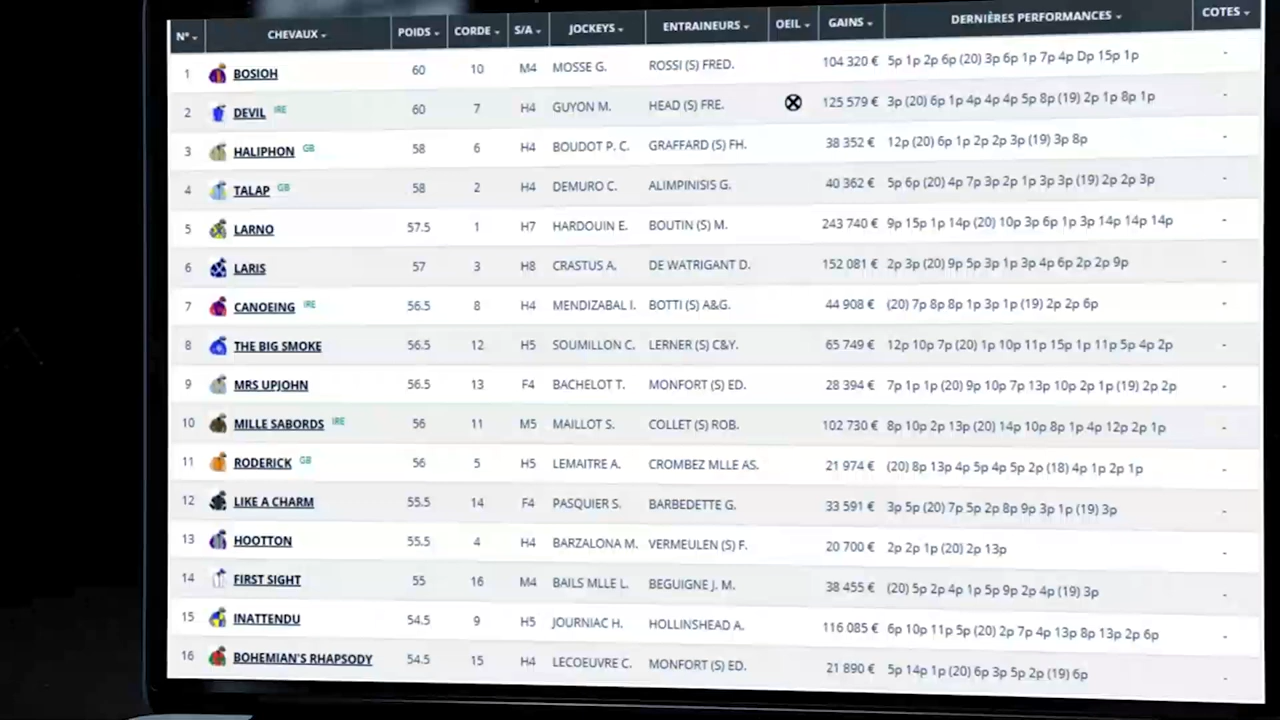 N° CHEVAUX POIDS CORDE S/A JOCKEYS ENTRAINEURS OEIL GAINS DERNIÈRES PERFORMANCES COTES
1 BOSIOH 60 10 M4 MOSSE G. ROSSI (S) FRED. 104 320 € 5p 1p 2p 6p (20) 3p 6p 1p 7p 4p Dp 15p 1p -
2 DEVIL IRE 60 7 H4 GUYON M. HEAD (S) FRE. 125 579 € 3p (20) 6p 1p 4p 4p 4p 5p 8p (19) 2p 1p 8p 1p -
3 HALIPHON GB 58 6 H4 BOUDOT P. C. GRAFFARD (S) FH. 38 352 € 12p (20) 6p 1p 2p 2p 3p (19) 3p 8p -
4 TALAP GB 58 2 H4 DEMURO C. ALIMPINISIS G. 40 362 € 5p 6p (20) 4p 7p 3p 2p 1p 3p 3p (19) 2p 2p 3p -
5 LARNO 57.5 1 H7 HARDOUIN E. BOUTIN (S) M. 243 740 € 9p 15p 1p 14p (20) 10p 3p 6p 1p 3p 14p 14p 14p -
6 LARIS 57 3 H8 CRASTUS A. DE WATRIGANT D. 152 081 € 2p 3p (20) 9p 5p 3p 1p 3p 4p 6p 2p 2p 9p -
7 CANOEING IRE 56.5 8 H4 MENDIZABAL I. BOTTI (S) A&G. 44 908 € (20) 7p 8p 8p 1p 3p 1p (19) 2p 2p 6p -
8 THE BIG SMOKE 56.5 12 H5 SOUMILLON C. LERNER (S) C&Y. 65 749 € 12p 10p 7p (20) 1p 10p 11p 15p 1p 11p 5p 4p 2p -
9 MRS UPJOHN 56.5 13 F4 BACHELOT T. MONFORT (S) ED. 28 394 € 7p 1p 1p (20) 9p 10p 7p 13p 10p 2p 1p (19) 2p 2p -
10 MILLE SABORDS IRE 56 11 M5 MAILLOT S. COLLET (S) ROB. 102 730 € 8p 10p 2p 13p (20) 14p 10p 8p 1p 4p 12p 2p 1p -
11 RODERICK GB 56 5 H5 LEMAITRE A. CROMBEZ MLLE AS. 21 974 € (20) 8p 13p 4p 5p 4p 5p 2p (18) 4p 1p 2p 1p -
12 LIKE A CHARM 55.5 14 F4 PASQUIER S. BARBEDETTE G. 33 591 € 3p 5p (20) 7p 5p 2p 8p 9p 3p 1p (19) 3p -
13 HOOTTON 55.5 4 H4 BARZALONA M. VERMEULEN (S) F. 20 700 € 2p 2p 1p (20) 2p 13p -
14 FIRST SIGHT 55 16 M4 BAILS MLLE L. BEGUIGNE J. M. 38 455 € (20) 5p 2p 4p 1p 5p 9p 2p 4p (19) 3p -
15 INATTENDU 54.5 9 H5 JOURNIAC H. HOLLINSHEAD A. 116 085 € 6p 10p 11p 5p (20) 2p 7p 4p 13p 8p 13p 2p 6p -
16 BOHEMIAN'S RHAPSODY 54.5 15 H4 LECOEUVRE C. MONFORT (S) ED. 21 890 € 5p 14p 1p (20) 6p 3p 5p 2p (19) 6p -